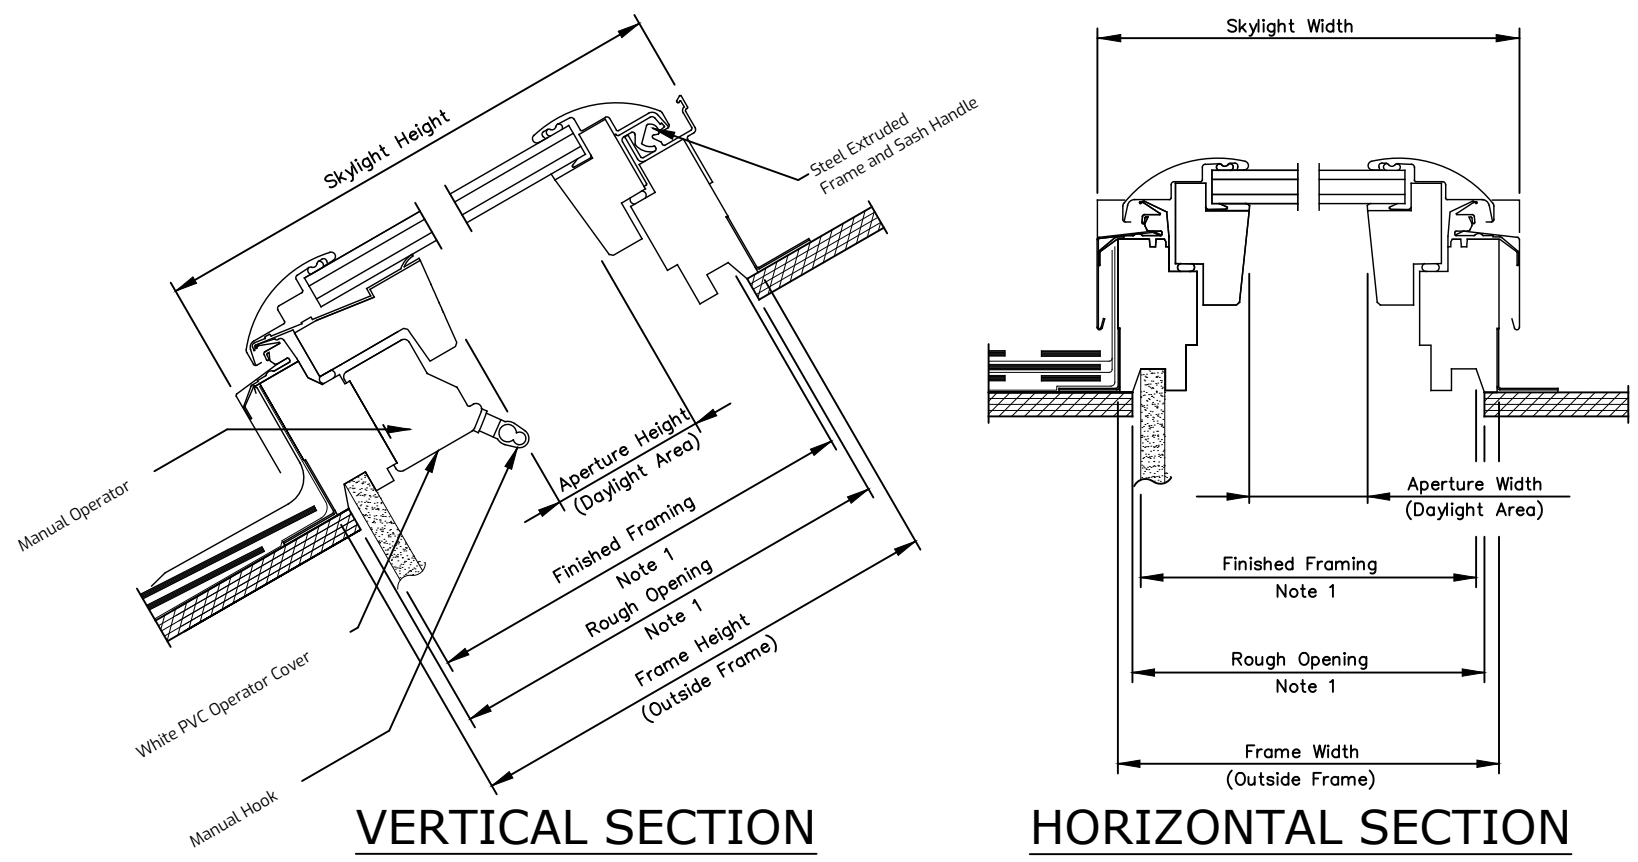 Skylight Height
Steel Extruded
Frame and Sash Handle
Manual Operator
White PVC Operator Cover
Manual Hook
Aperture Height
(Daylight Area)
Finished Framing
Note 1
Rough Opening
Note 1
Frame Height
(Outside Frame)
VERTICAL SECTION
Skylight Width
Aperture Width
(Daylight Area)
Finished Framing
Note 1
Rough Opening
Note 1
Frame Width
(Outside Frame)
HORIZONTAL SECTION